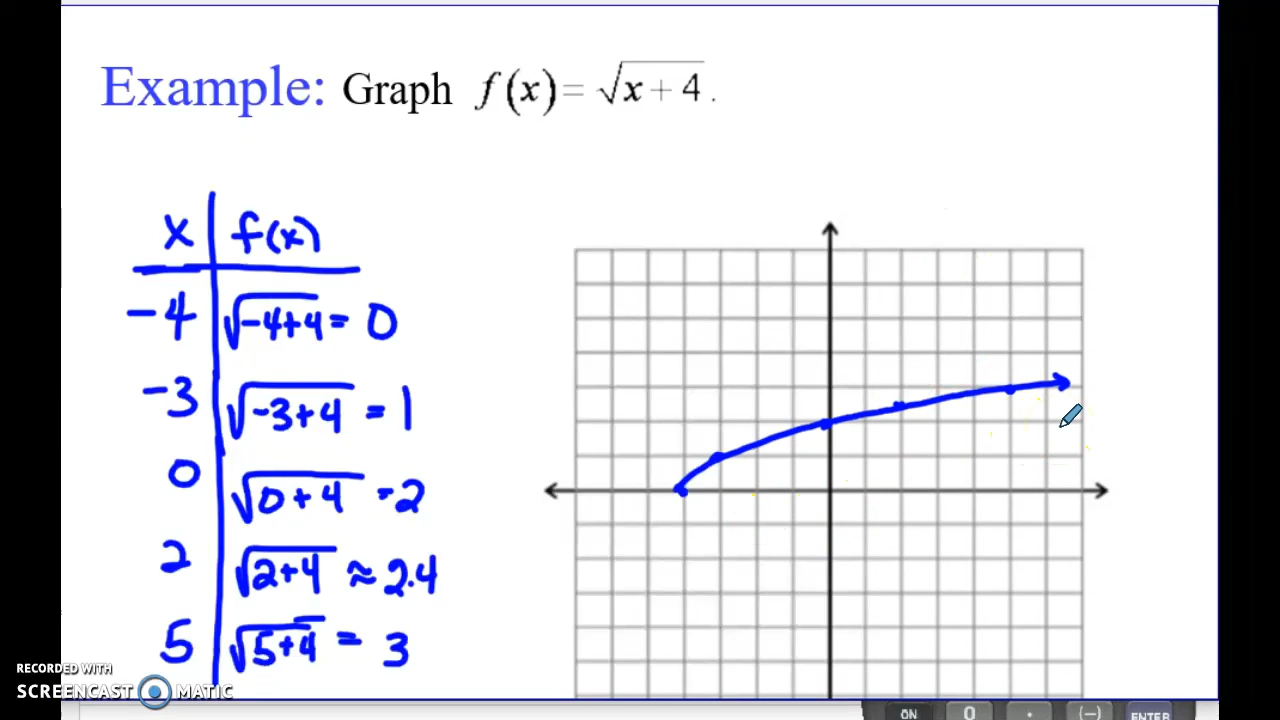 Example: Graph f(x) = √x + 4 .
x | f(x)
-4 | √-4+4 = 0
-3 | √-3+4 = 1
0 | √0+4 = 2
2 | √2+4 ≈ 2.4
5 | √5+4 = 3
RECORDED WITH
SCREENCAST MATIC
ON 0 . (−) ENTER